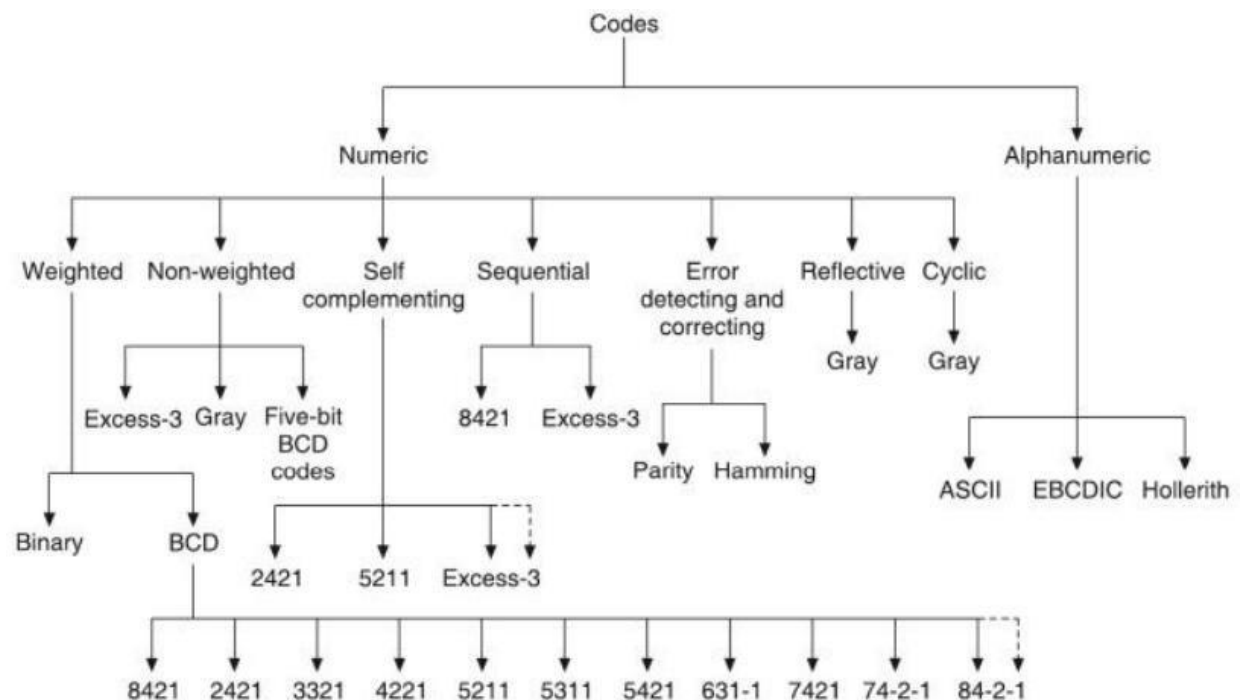 Codes
Numeric Alphanumeric
Weighted Non-weighted Self Sequential Error Reflective Cyclic
complementing detecting and
correcting
Gray Gray
Excess-3 Gray Five-bit 8421 Excess-3
BCD
codes Parity Hamming
ASCII EBCDIC Hollerith
Binary BCD
2421 5211 Excess-3
8421 2421 3321 4221 5211 5311 5421 631-1 7421 74-2-1 84-2-1